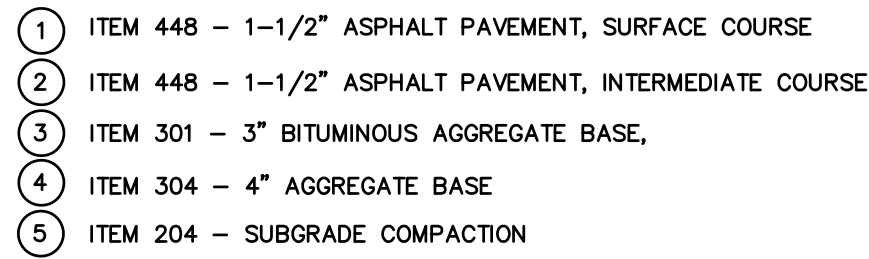 1 ITEM 448 – 1–1/2" ASPHALT PAVEMENT, SURFACE COURSE
2 ITEM 448 – 1–1/2" ASPHALT PAVEMENT, INTERMEDIATE COURSE
3 ITEM 301 – 3" BITUMINOUS AGGREGATE BASE,
4 ITEM 304 – 4" AGGREGATE BASE
5 ITEM 204 – SUBGRADE COMPACTION